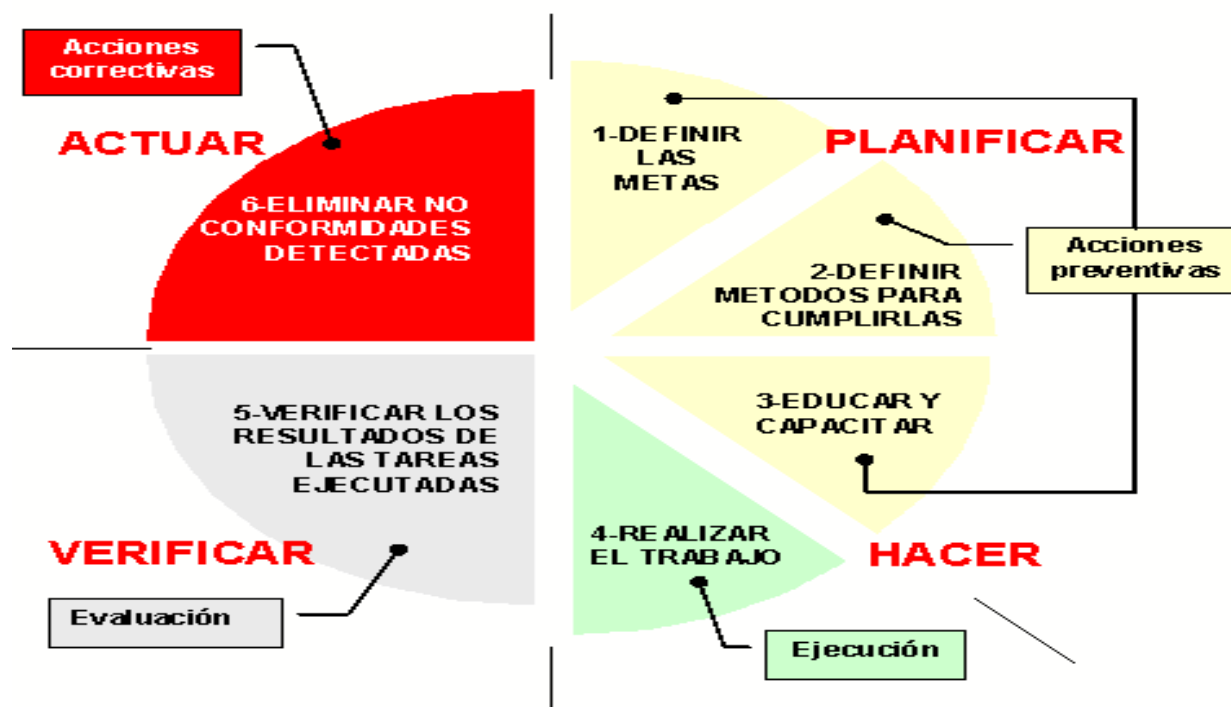 Acciones
correctivas
ACTUAR
6-ELIMINAR NO
CONFORMIDADES
DETECTADAS
1-DEFINIR
LAS
METAS
PLANIFICAR
2-DEFINIR
METODOS PARA
CUMPLIRLAS
Acciones
preventivas
3-EDUCAR Y
CAPACITAR
HACER
4-REALIZAR
EL TRABAJO
Ejecución
5-VERIFICAR LOS
RESULTADOS DE
LAS TAREAS
EJECUTADAS
VERIFICAR
Evaluación